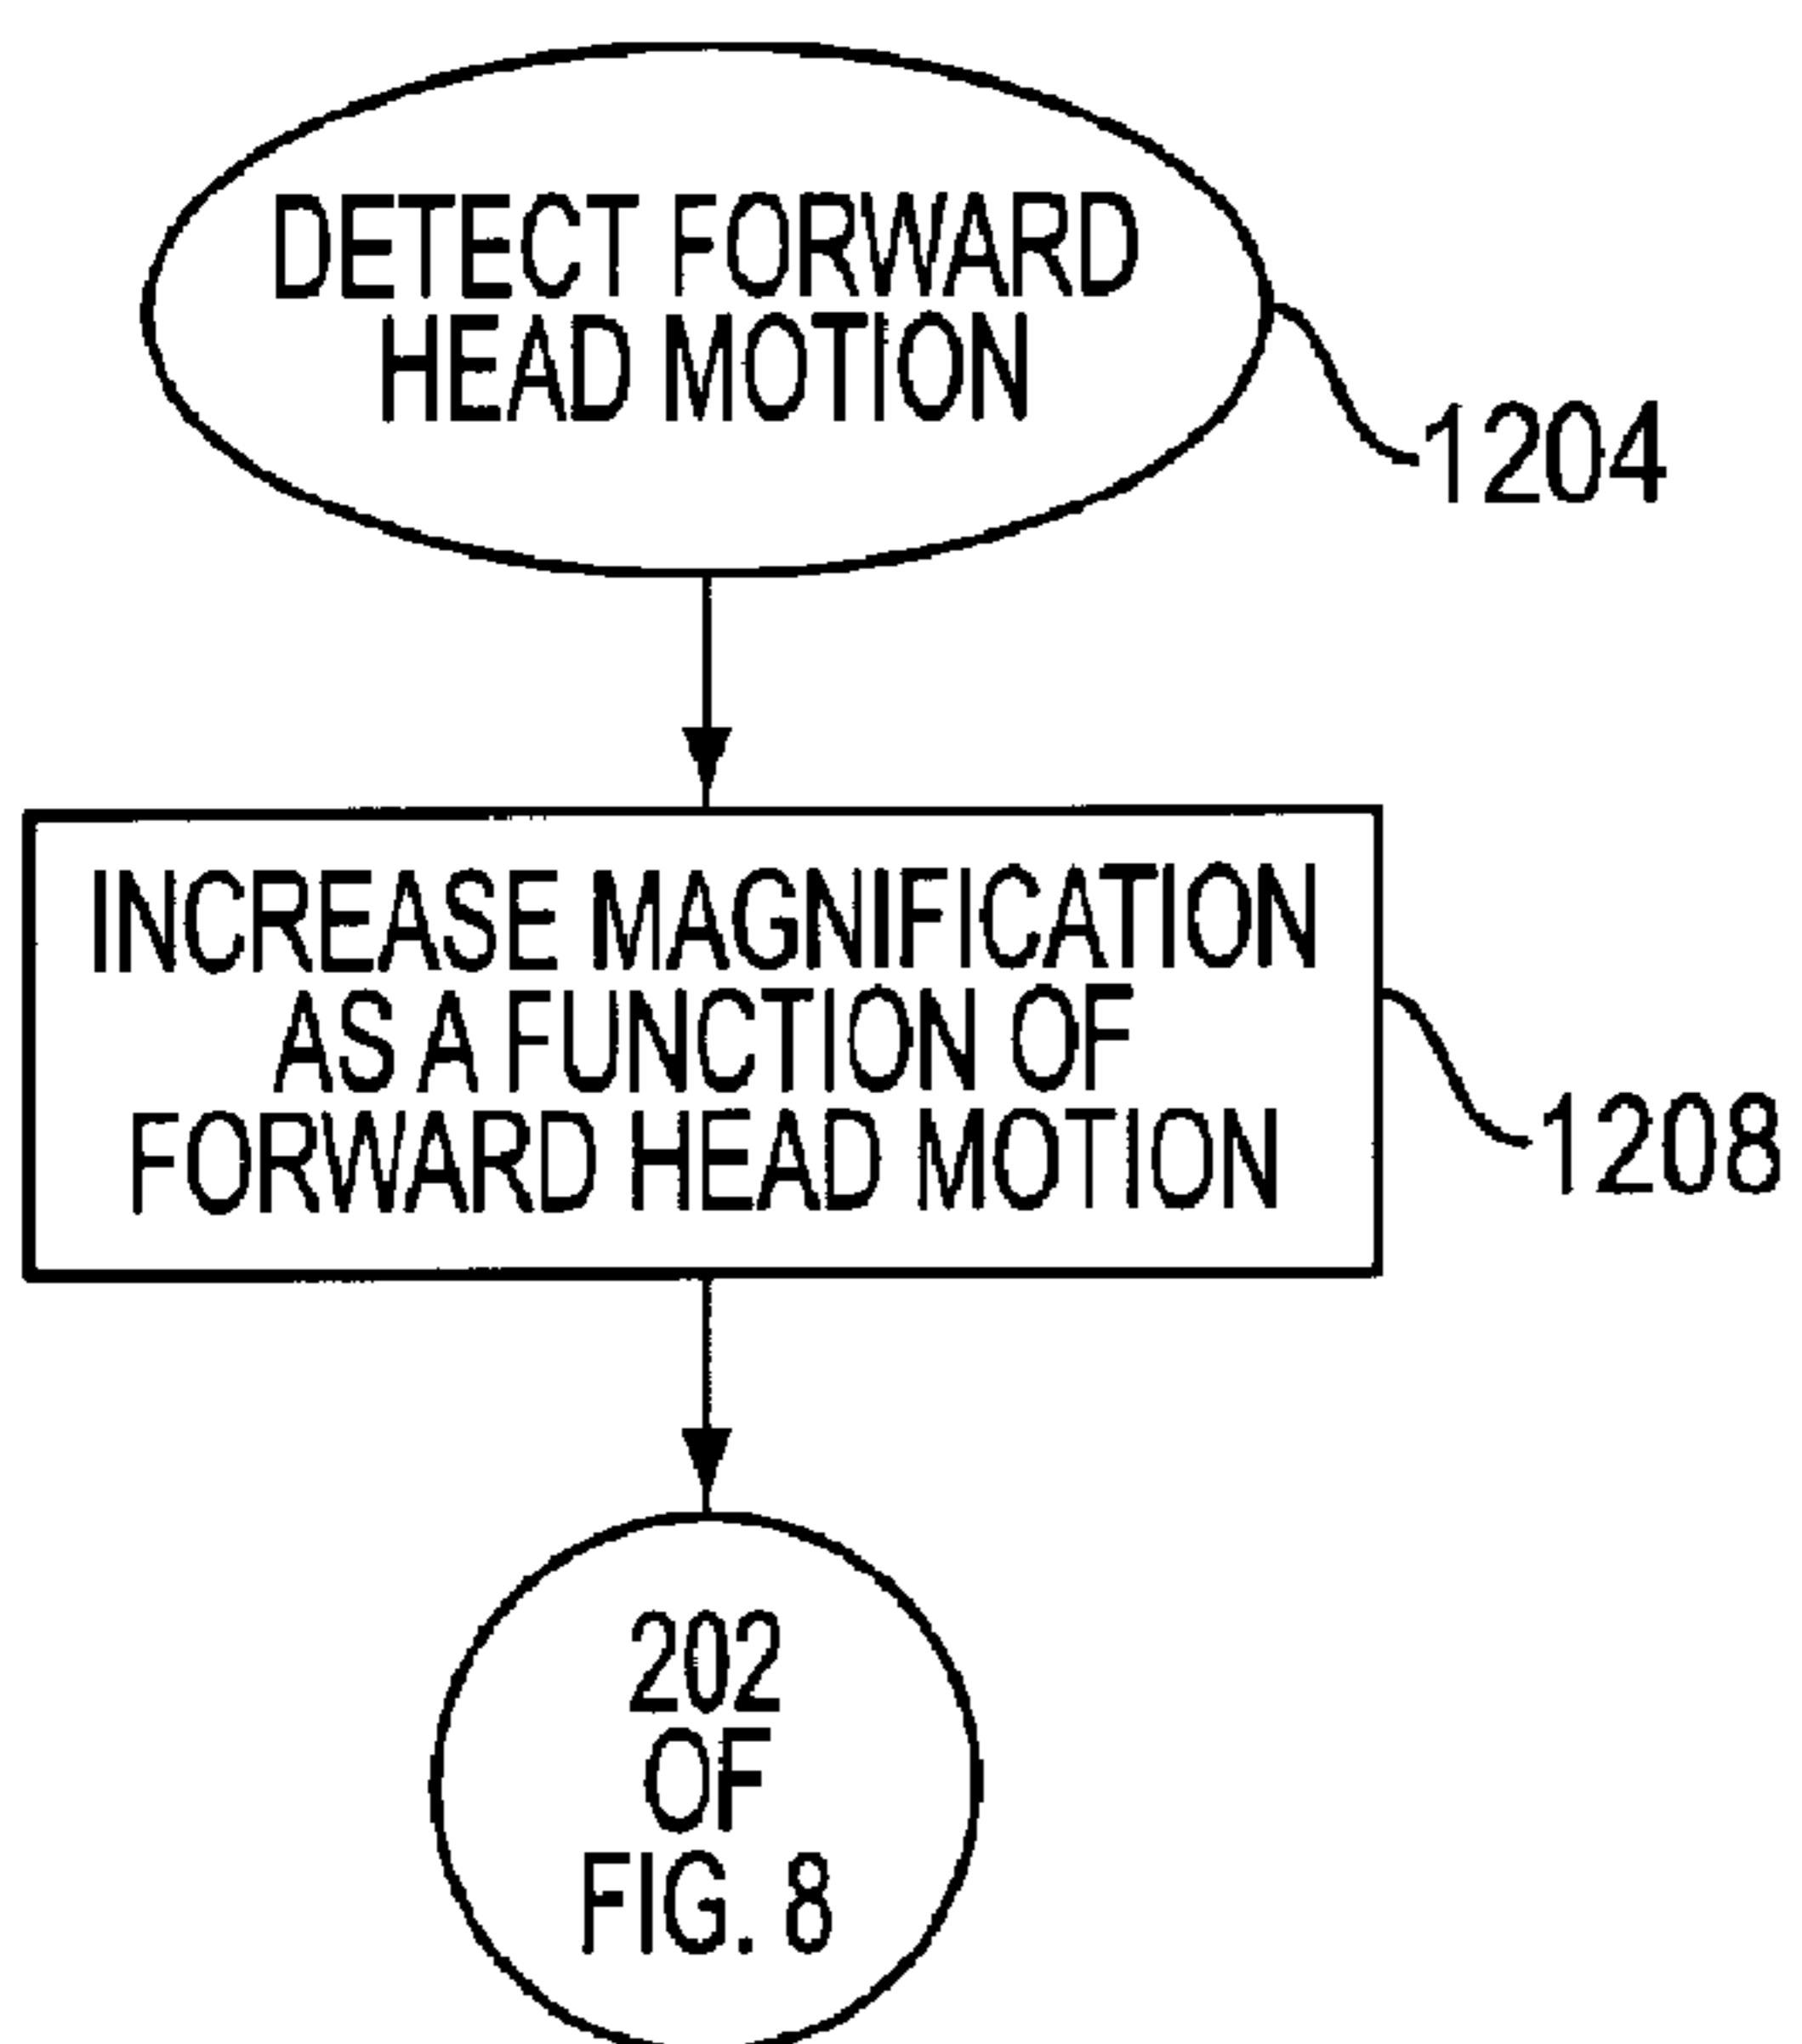 DETECT FORWARD
HEAD MOTION
1204
INCREASE MAGNIFICATION
AS A FUNCTION OF
FORWARD HEAD MOTION
1208
202
OF
FIG. 8